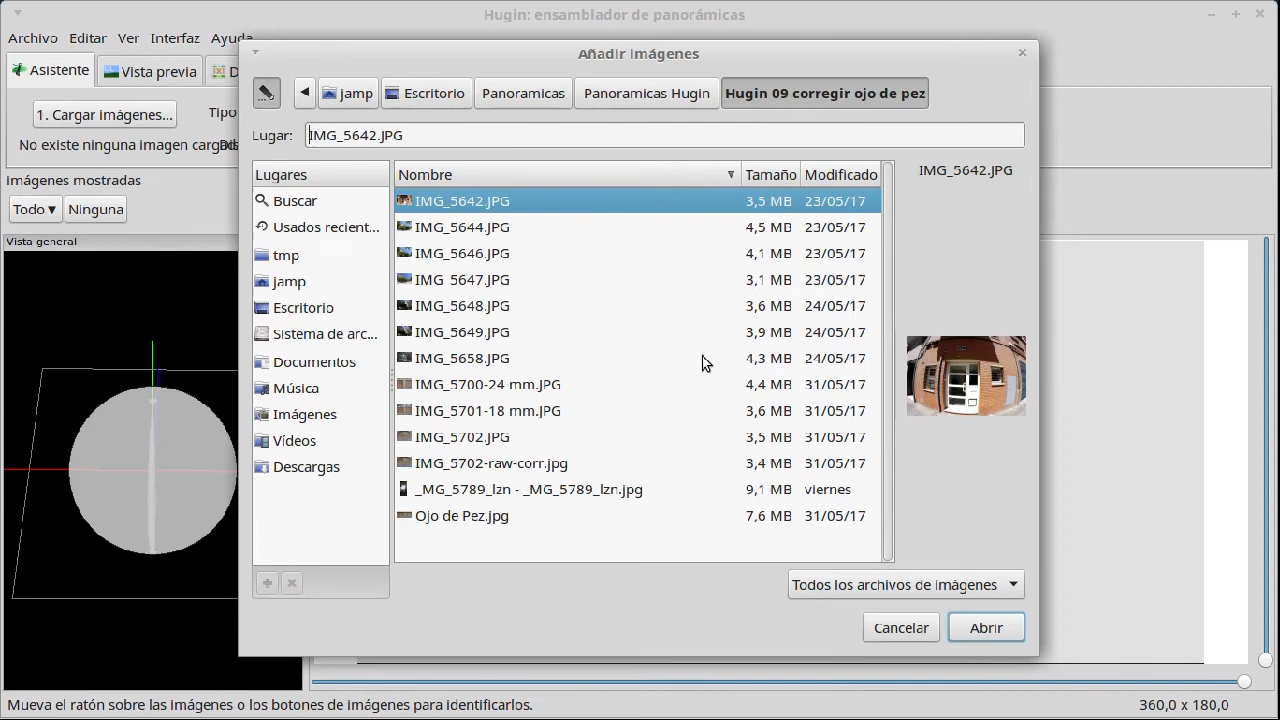 Hugin: ensamblador de panorámicas
Archivo Editar Ver Interfaz Ayuda
Asistente Vista previa D
1. Cargar imágenes... Tipo
No existe ninguna imagen cargad
Imágenes mostradas
Todo Ninguna
Vista general
Añadir imágenes
jamp Escritorio Panoramicas Panoramicas Hugin Hugin 09 corregir ojo de pez
Lugar: IMG_5642.JPG
Lugares
Buscar
Usados recient...
tmp
jamp
Escritorio
Sistema de arc...
Documentos
Música
Imágenes
Vídeos
Descargas
Nombre Tamaño Modificado
IMG_5642.JPG 3,5 MB 23/05/17
IMG_5644.JPG 4,5 MB 23/05/17
IMG_5646.JPG 4,1 MB 23/05/17
IMG_5647.JPG 3,1 MB 23/05/17
IMG_5648.JPG 3,6 MB 24/05/17
IMG_5649.JPG 3,9 MB 24/05/17
IMG_5658.JPG 4,3 MB 24/05/17
IMG_5700-24 mm.JPG 4,4 MB 31/05/17
IMG_5701-18 mm.JPG 3,6 MB 31/05/17
IMG_5702.JPG 3,5 MB 31/05/17
IMG_5702-raw-corr.jpg 3,4 MB 31/05/17
_MG_5789_lzn - _MG_5789_lzn.jpg 9,1 MB viernes
Ojo de Pez.jpg 7,6 MB 31/05/17
IMG_5642.JPG
Todos los archivos de imágenes
Cancelar Abrir
Mueva el ratón sobre las imágenes o los botones de imágenes para identificarlos. 360,0 x 180,0